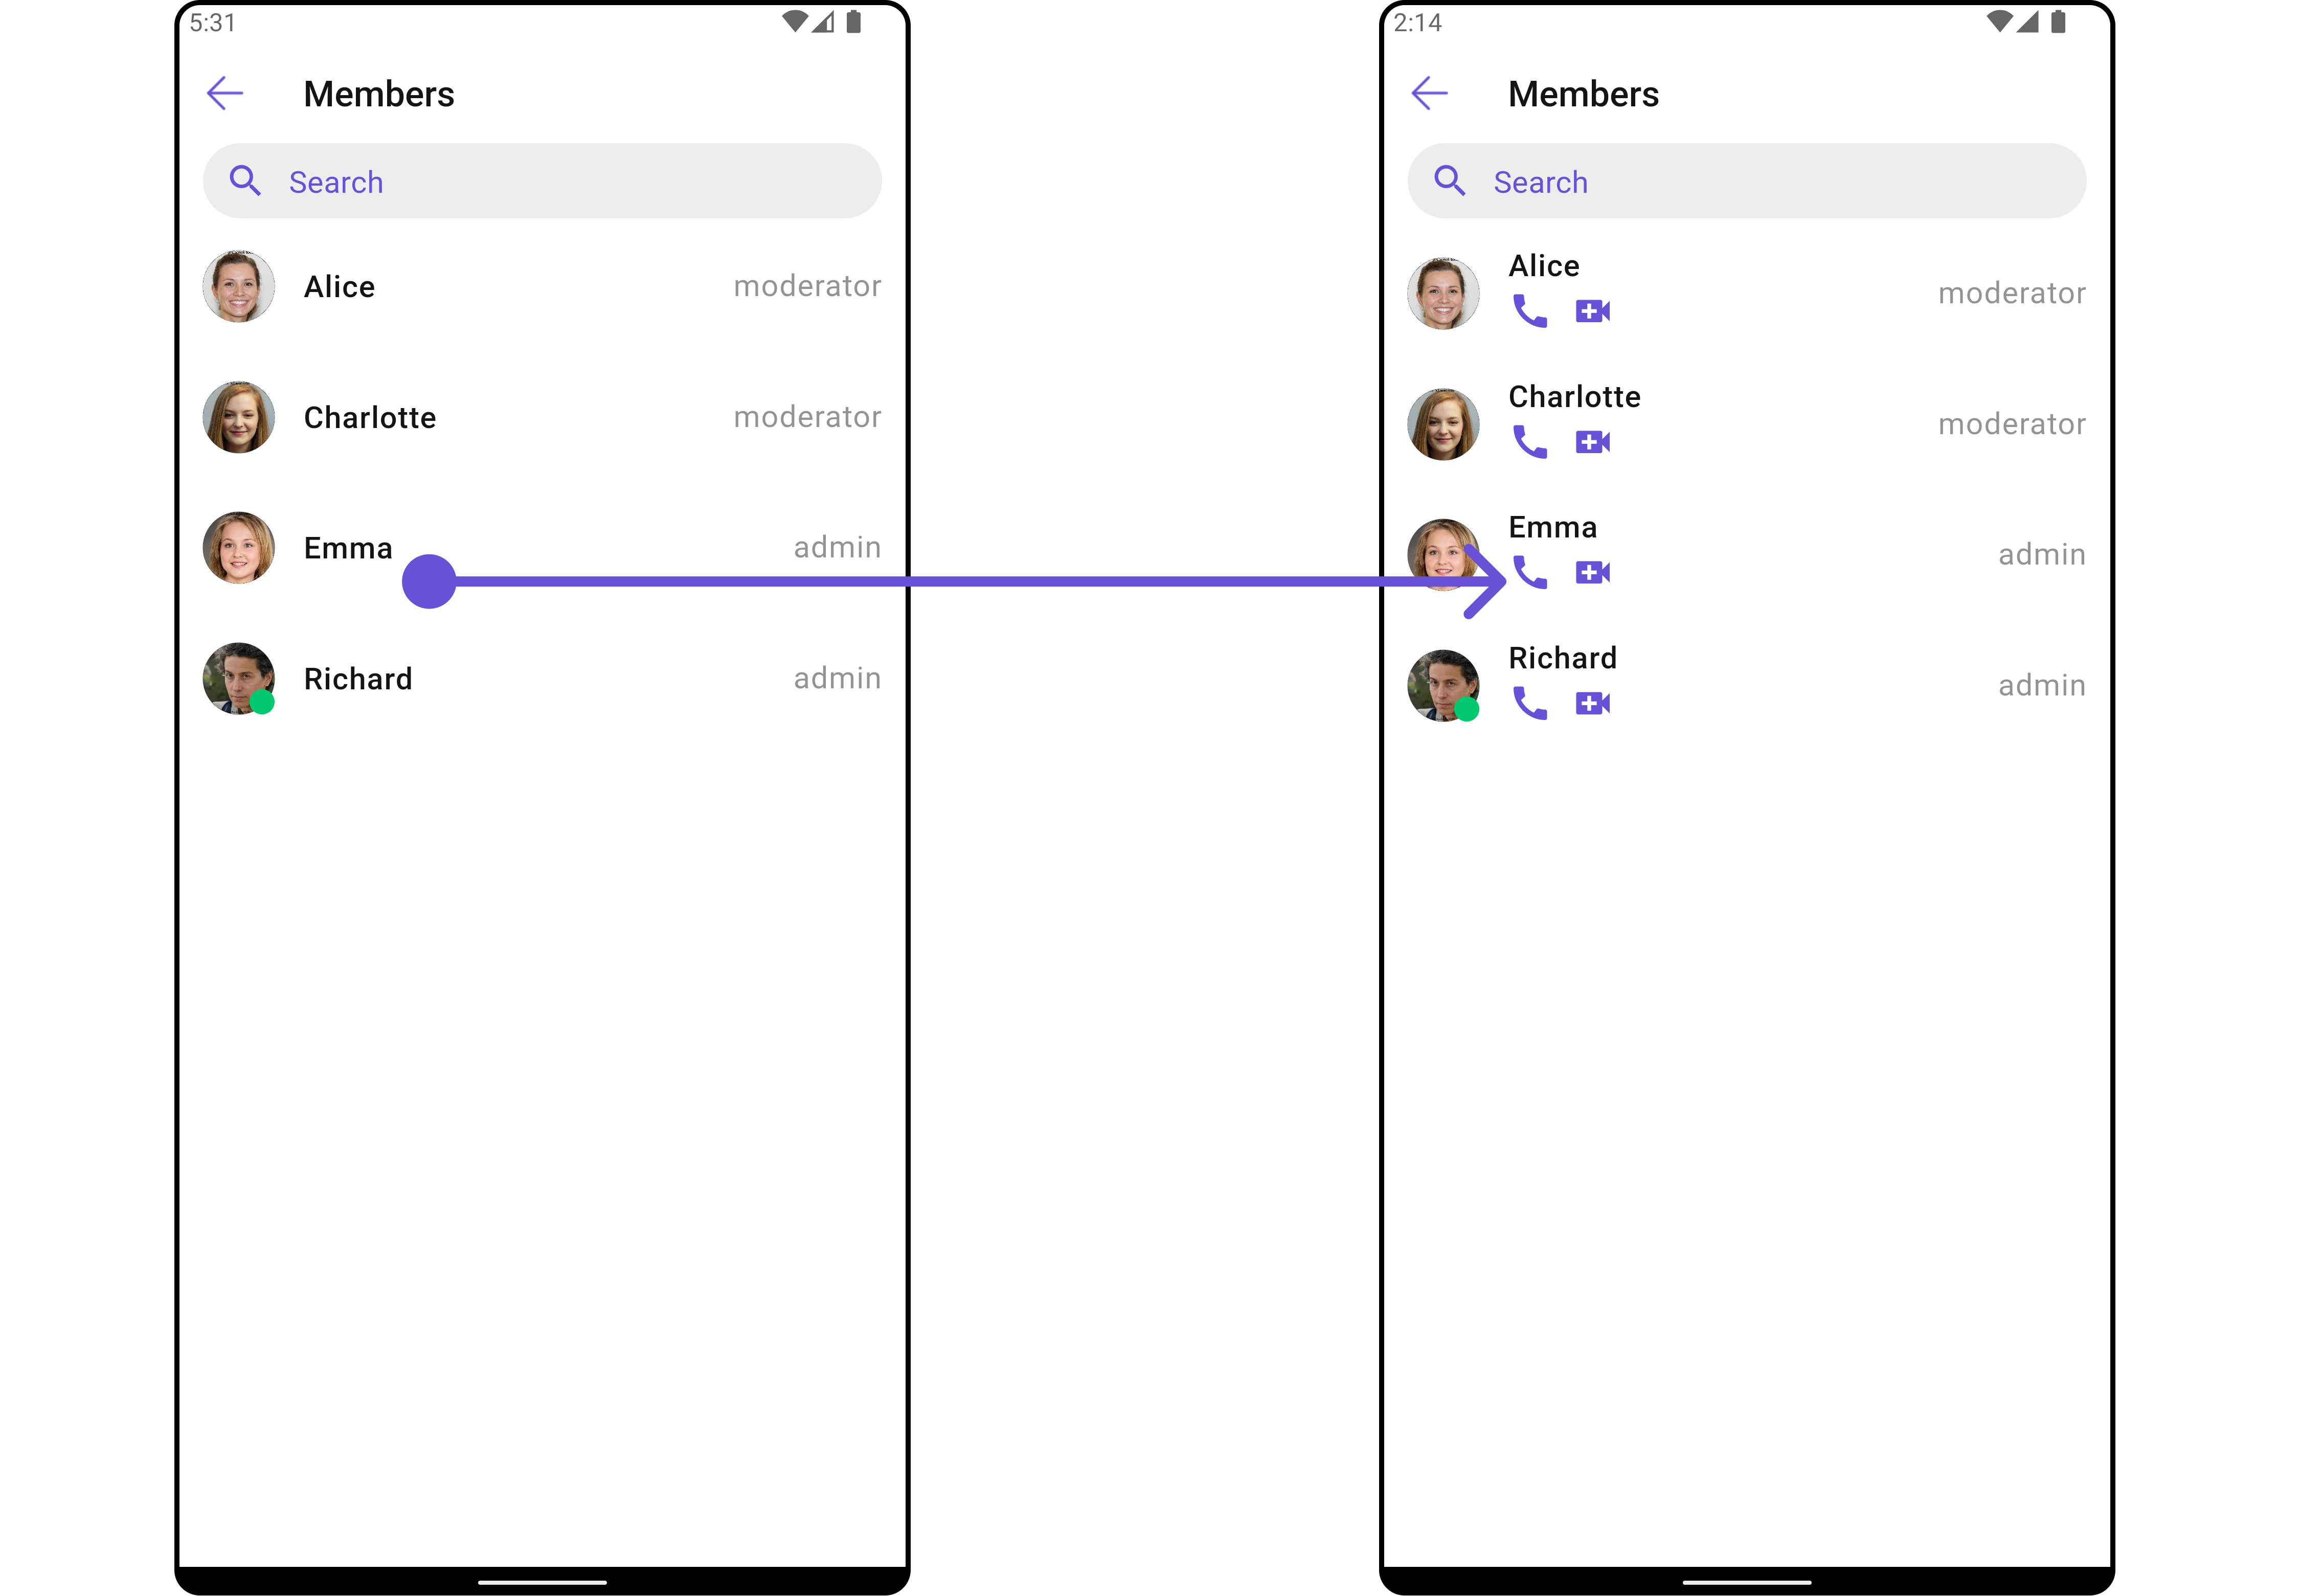 5:31
Members
Search
Alice
moderator
Charlotte
moderator
Emma
admin
Richard
admin
2:14
Members
Search
Alice
moderator
Charlotte
moderator
Emma
admin
Richard
admin